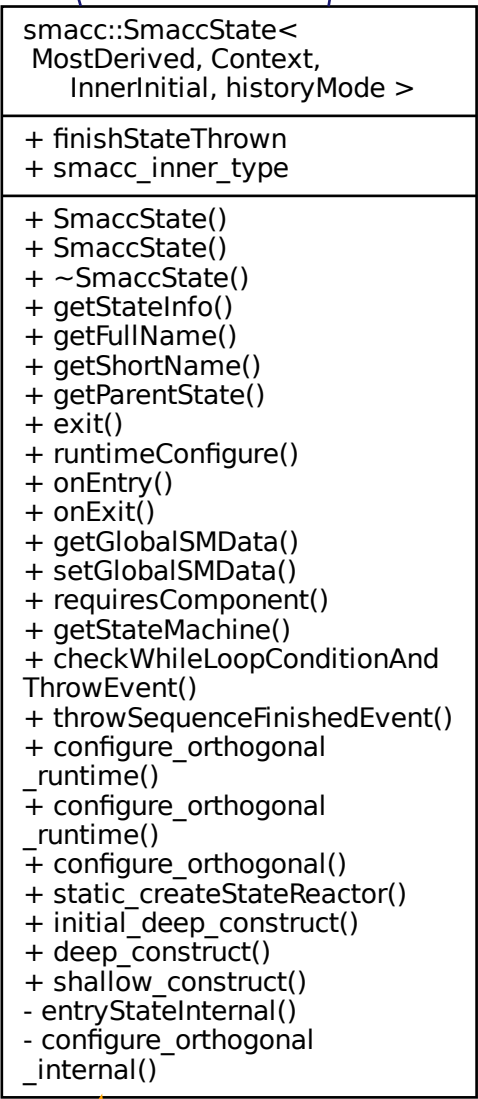 smacc::SmaccState<
MostDerived, Context,
InnerInitial, historyMode >
+ finishStateThrown
+ smacc_inner_type
+ SmaccState()
+ SmaccState()
+ ~SmaccState()
+ getStateInfo()
+ getFullName()
+ getShortName()
+ getParentState()
+ exit()
+ runtimeConfigure()
+ onEntry()
+ onExit()
+ getGlobalSMData()
+ setGlobalSMData()
+ requiresComponent()
+ getStateMachine()
+ checkWhileLoopConditionAnd
ThrowEvent()
+ throwSequenceFinishedEvent()
+ configure_orthogonal
_runtime()
+ configure_orthogonal
_runtime()
+ configure_orthogonal()
+ static_createStateReactor()
+ initial_deep_construct()
+ deep_construct()
+ shallow_construct()
- entryStateInternal()
- configure_orthogonal
_internal()